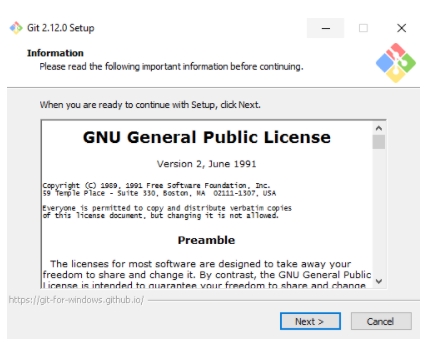 Git 2.12.0 Setup
Information
Please read the following important information before continuing.
When you are ready to continue with Setup, click Next.
GNU General Public License
Version 2, June 1991
Copyright (C) 1989, 1991 Free Software Foundation, Inc.
59 Temple Place - Suite 330, Boston, MA  02111-1307, USA
Everyone is permitted to copy and distribute verbatim copies
of this license document, but changing it is not allowed.
Preamble
The licenses for most software are designed to take away your
freedom to share and change it. By contrast, the GNU General Public
License is intended to guarantee your freedom to share and change
https://git-for-windows.github.io/
Next >
Cancel